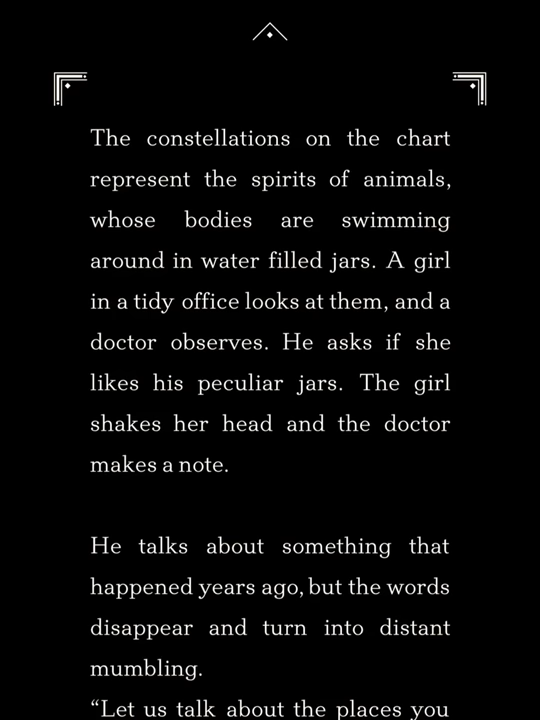 The constellations on the chart
represent the spirits of animals,
whose bodies are swimming
around in water filled jars. A girl
in a tidy office looks at them, and a
doctor observes. He asks if she
likes his peculiar jars. The girl
shakes her head and the doctor
makes a note.
He talks about something that
happened years ago, but the words
disappear and turn into distant
mumbling.
“Let us talk about the places you